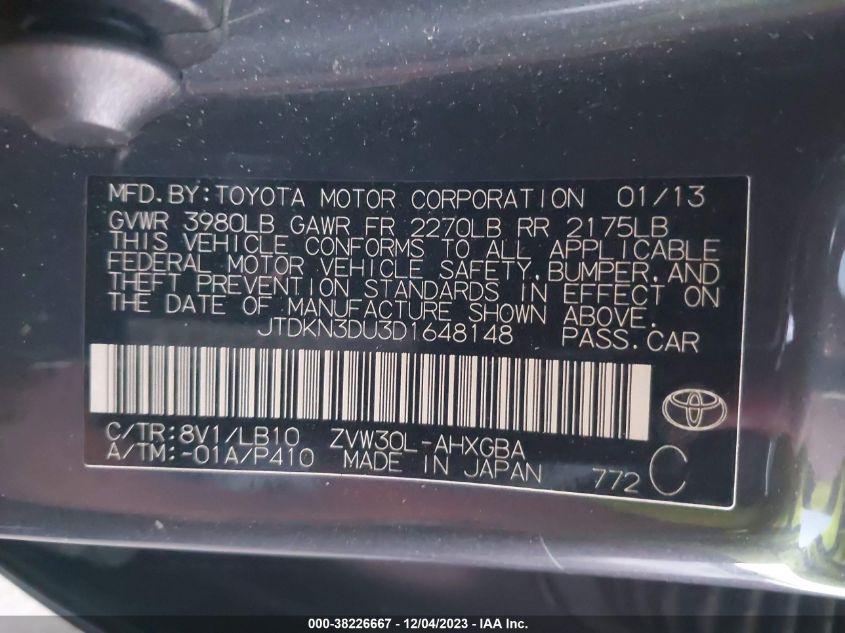 MFD.BY:TOYOTA MOTOR CORPORATION 01/13
GVWR 3980LB GAWR FR 2270LB RR 2175LB
THIS VEHICLE CONFORMS TO ALL APPLICABLE
FEDERAL MOTOR VEHICLE SAFETY,BUMPER,AND
THEFT PREVENTION STANDARDS IN EFFECT ON
THE DATE OF MANUFACTURE SHOWN ABOVE.
JTDKN3DU3D1648148 PASS.CAR
C/TR:8V1/LB10 ZVW30L-AHXGBA
A/TM:-01A/P410 MADE IN JAPAN 772 C
000-38226667 - 12/04/2023 - IAA Inc.